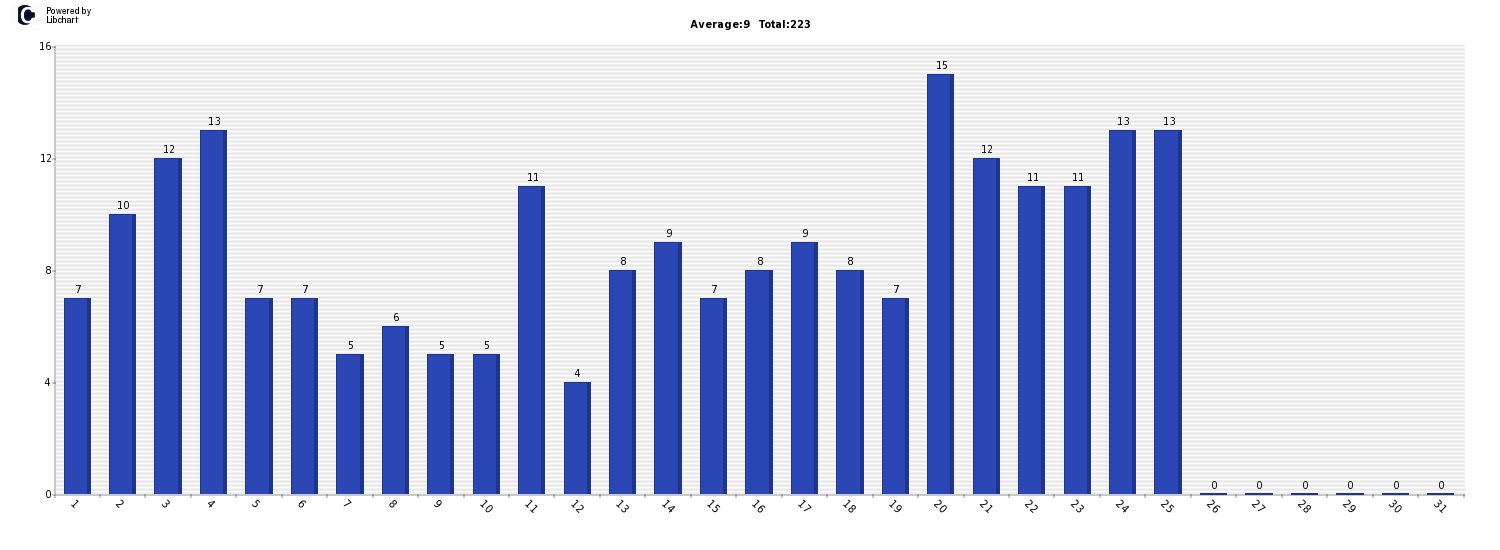 Powered by
Libchart
Average:9 Total:223
16
12
8
4
0
7 10 12 13 7 7 5 6 5 5 11 4 8 9 7 8 9 8 7 15 12 11 11 13 13 0 0 0 0 0 0
1 2 3 4 5 6 7 8 9 10 11 12 13 14 15 16 17 18 19 20 21 22 23 24 25 26 27 28 29 30 31